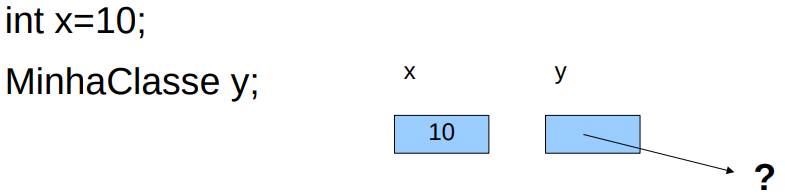 int x=10;
MinhaClasse y;
x
y
10
?